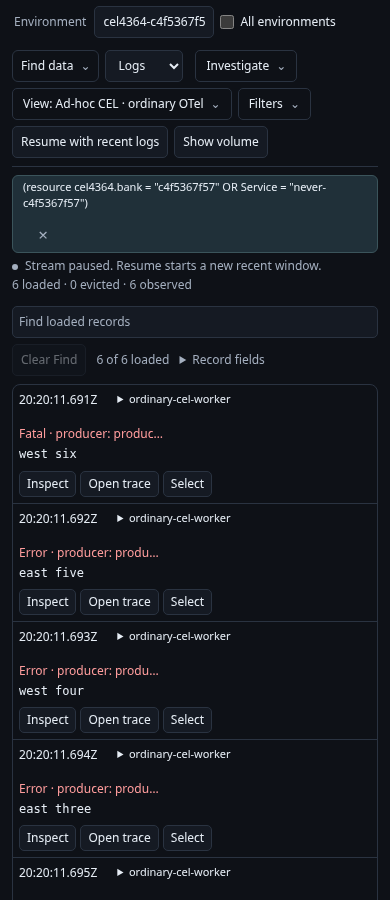 Environment cel4364-c4f5367f5 All environments
Find data Logs Investigate
View: Ad-hoc CEL · ordinary OTel Filters
Resume with recent logs Show volume
(resource cel4364.bank = "c4f5367f57" OR Service = "never-
c4f5367f57")
×
Stream paused. Resume starts a new recent window.
6 loaded · 0 evicted · 6 observed
Find loaded records
Clear Find 6 of 6 loaded ▶ Record fields
20:20:11.691Z ▶ ordinary-cel-worker
Fatal · producer: produc...
west six
Inspect Open trace Select
20:20:11.692Z ▶ ordinary-cel-worker
Error · producer: produ...
east five
Inspect Open trace Select
20:20:11.693Z ▶ ordinary-cel-worker
Error · producer: produ...
west four
Inspect Open trace Select
20:20:11.694Z ▶ ordinary-cel-worker
Error · producer: produ...
east three
Inspect Open trace Select
20:20:11.695Z ▶ ordinary-cel-worker